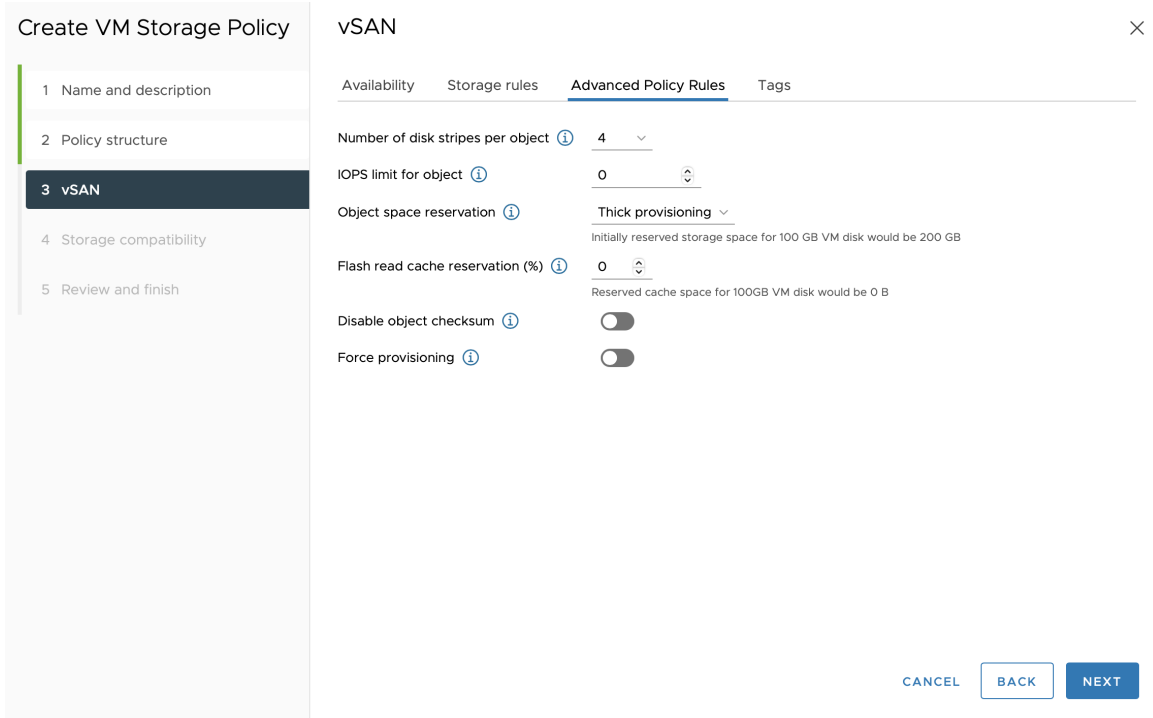 Create VM Storage Policy
1 Name and description
2 Policy structure
3 vSAN
4 Storage compatibility
5 Review and finish
vSAN
Availability Storage rules Advanced Policy Rules Tags
Number of disk stripes per object 4
IOPS limit for object 0
Object space reservation Thick provisioning
Initially reserved storage space for 100 GB VM disk would be 200 GB
Flash read cache reservation (%) 0
Reserved cache space for 100GB VM disk would be 0 B
Disable object checksum
Force provisioning
CANCEL BACK NEXT